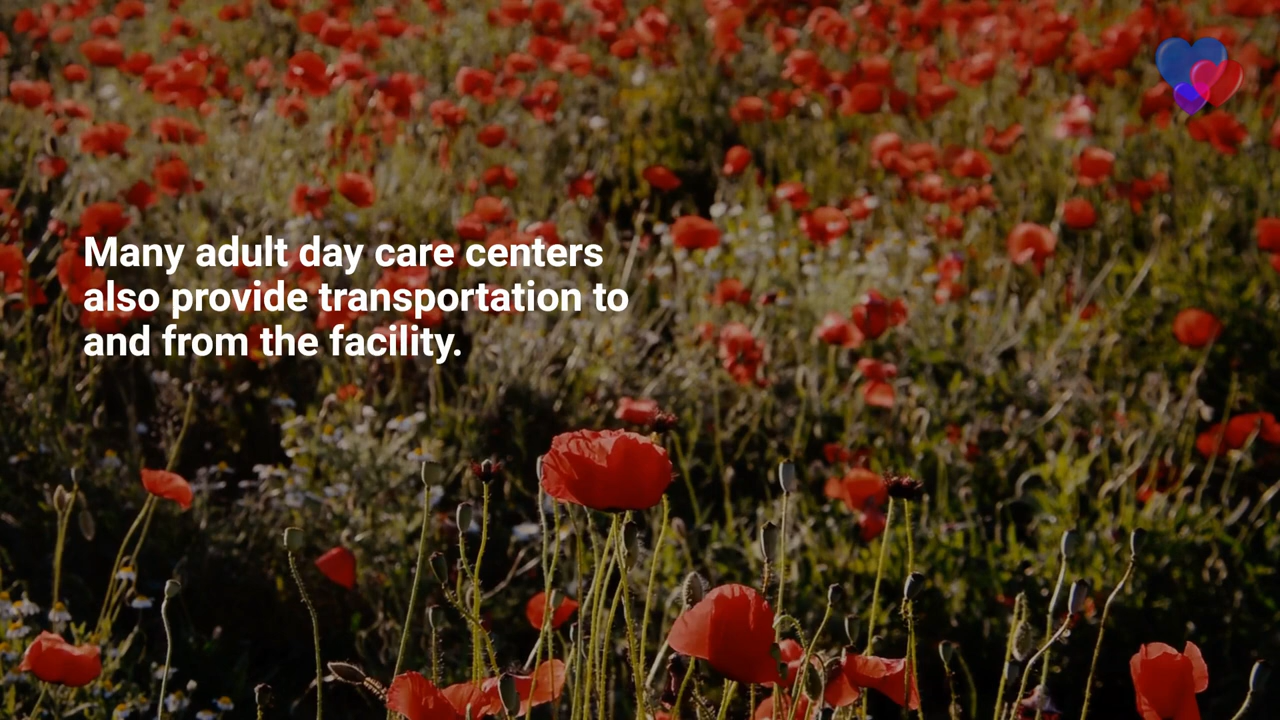 Many adult day care centers
also provide transportation to
and from the facility.